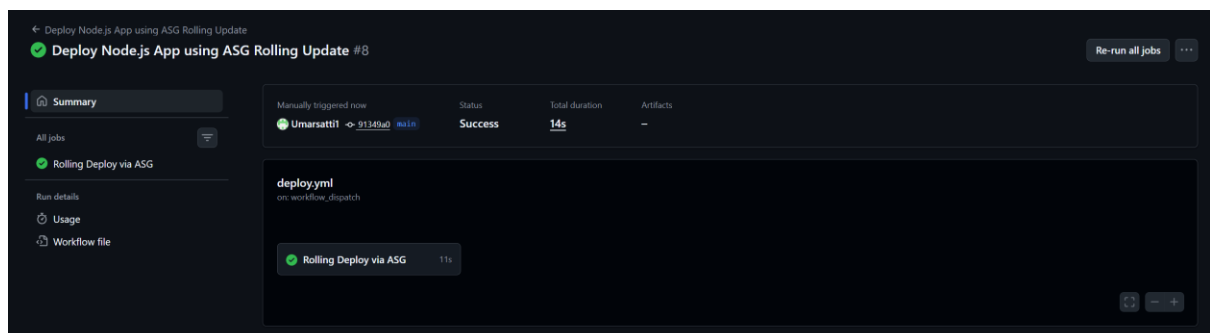 ← Deploy Node.js App using ASG Rolling Update
Deploy Node.js App using ASG Rolling Update #8
Re-run all jobs
Summary
All jobs
Rolling Deploy via ASG
Run details
Usage
Workflow file
Manually triggered now
Umarsatti1 91349a0 main
Status
Success
Total duration
14s
Artifacts
–
deploy.yml
on: workflow_dispatch
Rolling Deploy via ASG 11s